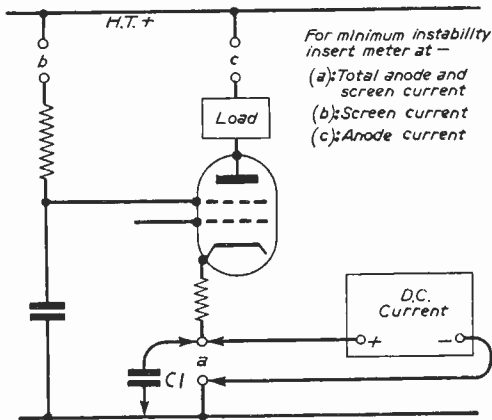 H.T. +
For minimum instability
insert meter at —
(a): Total anode and
screen current
(b): Screen current
(c): Anode current
b
c
Load
D.C.
Current
+ −
a
C1